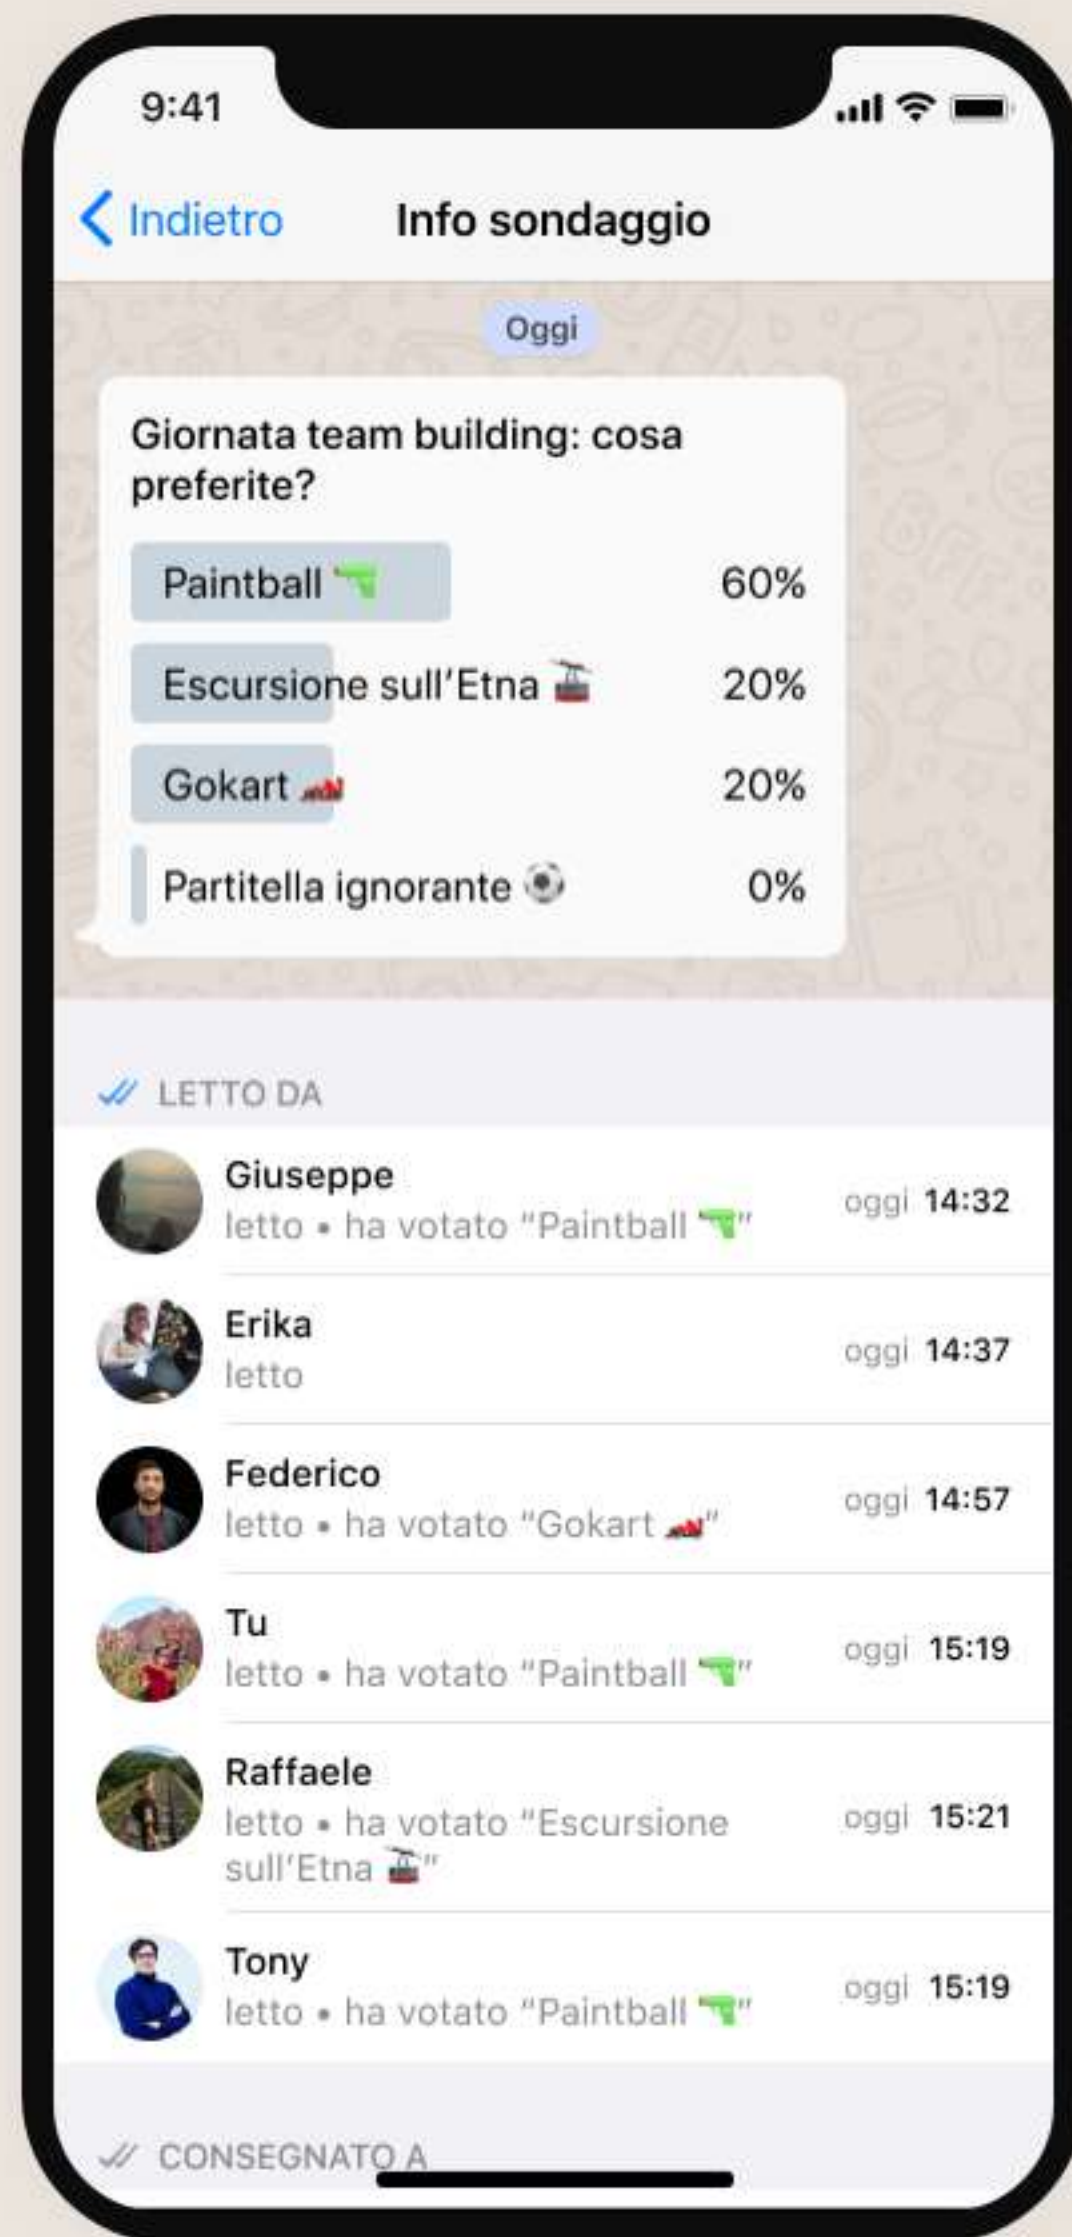 9:41
Indietro
Info sondaggio
Oggi
Giornata team building: cosa
preferite?
Paintball 🔫 60%
Escursione sull'Etna 🚡 20%
Gokart 🏎 20%
Partitella ignorante ⚽ 0%
LETTO DA
Giuseppe
letto • ha votato “Paintball 🔫”
oggi 14:32
Erika
letto
oggi 14:37
Federico
letto • ha votato “Gokart 🏎”
oggi 14:57
Tu
letto • ha votato “Paintball 🔫”
oggi 15:19
Raffaele
letto • ha votato “Escursione
sull'Etna 🚡”
oggi 15:21
Tony
letto • ha votato “Paintball 🔫”
oggi 15:19
CONSEGNATO A